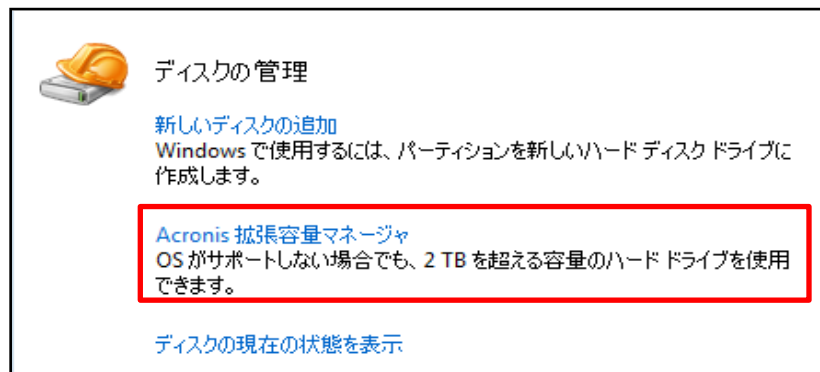 ディスクの管理
新しいディスクの追加
Windows で使用するには、パーティションを新しいハード ディスク ドライブに
作成します。
Acronis 拡張容量マネージャ
OS がサポートしない場合でも、2 TB を超える容量のハード ドライブを使用
できます。
ディスクの現在の状態を表示